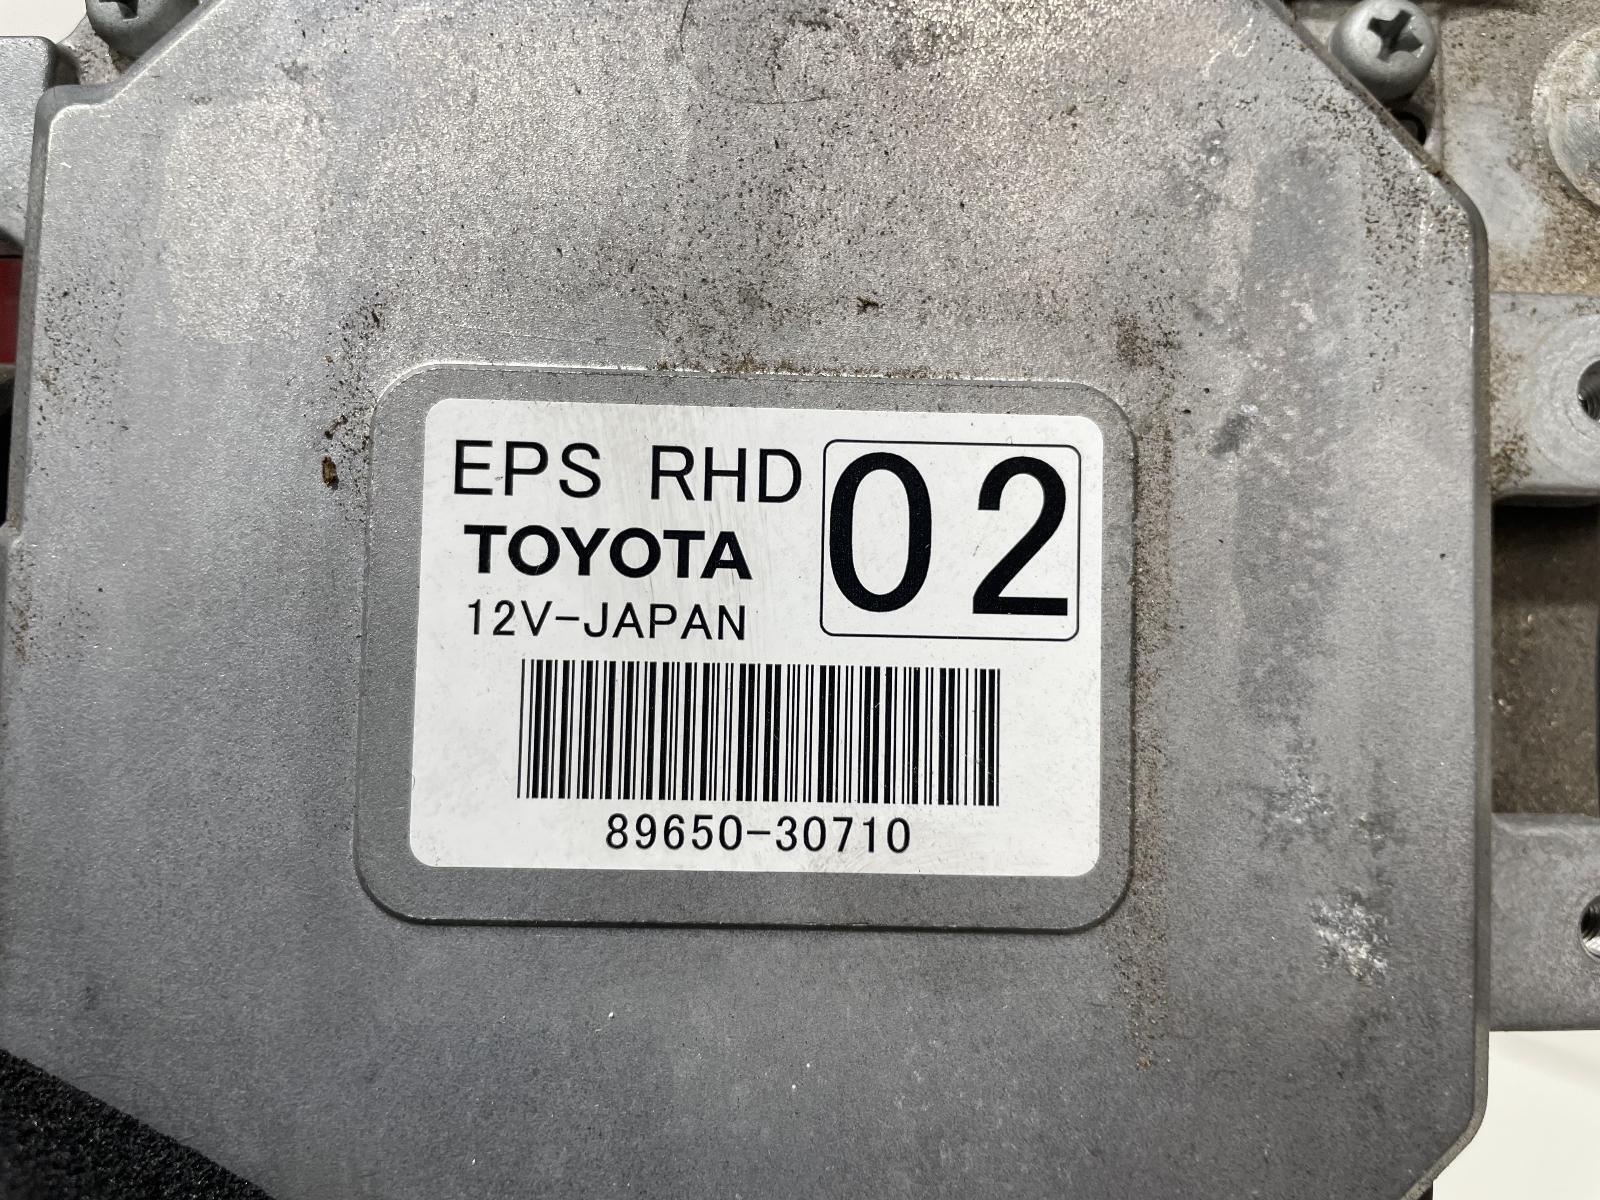 EPS RHD 02
TOYOTA
12V-JAPAN
89650-30710